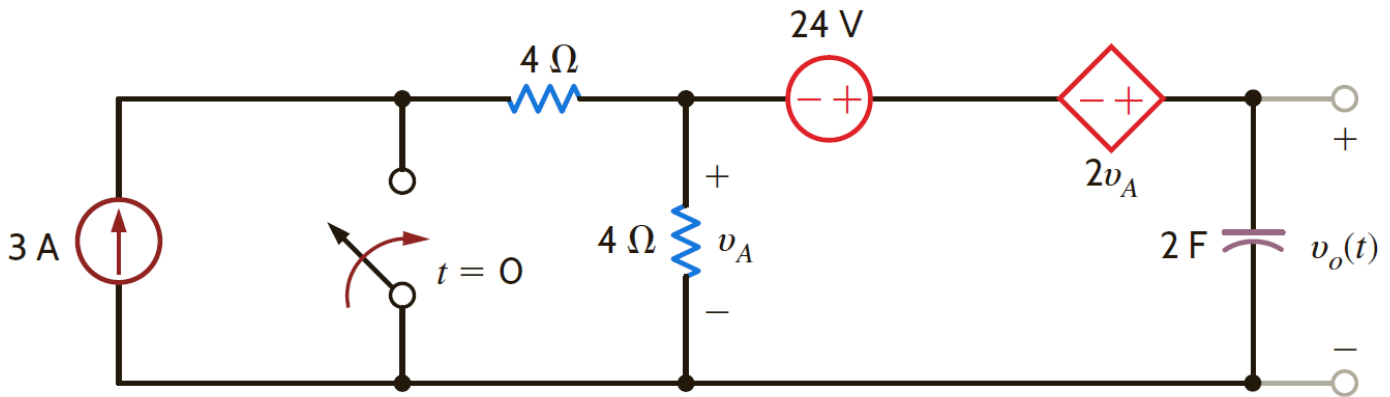 24 V
4 Ω
− +
− +
+
2v_A
+
3 A
4 Ω
v_A
2 F
v_o(t)
t = 0
−
−